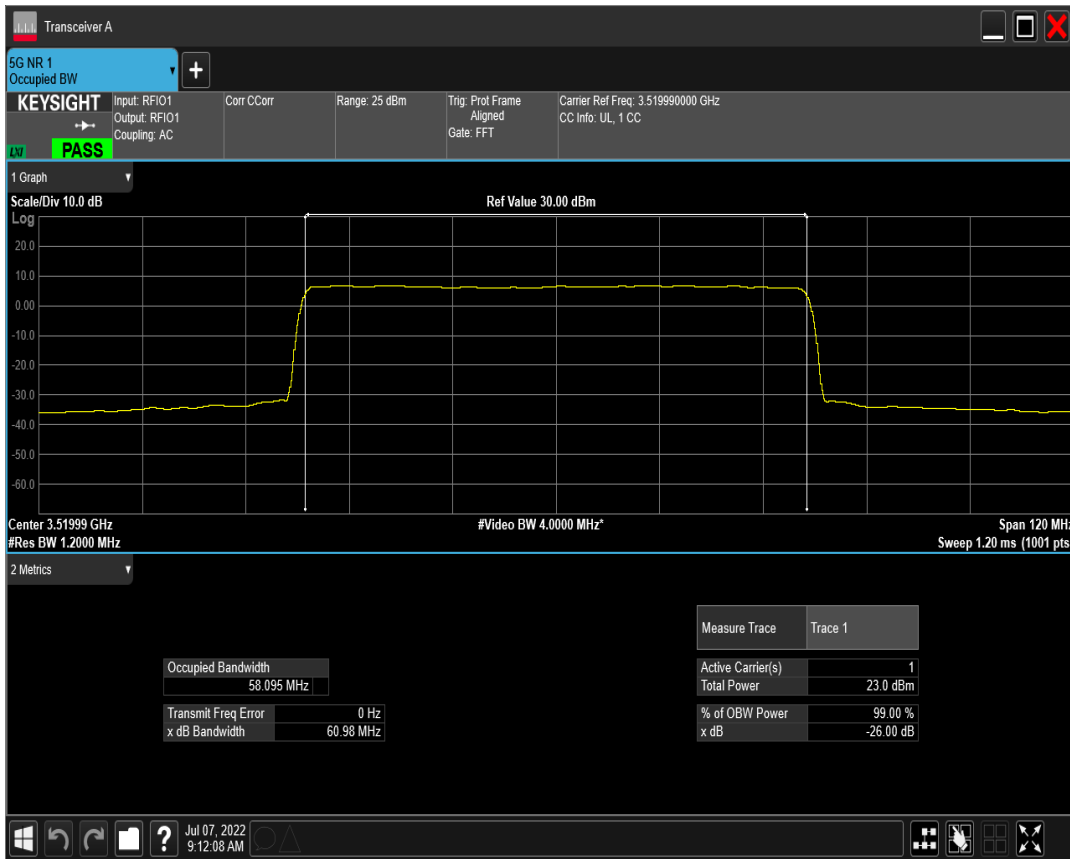 Transceiver A
5G NR 1
Occupied BW
KEYSIGHT
LXI
PASS
Input: RFIO1
Output: RFIO1
Coupling: AC
Corr CCorr
Range: 25 dBm
Trig: Prot Frame
Aligned
Gate: FFT
Carrier Ref Freq: 3.519990000 GHz
CC Info: UL, 1 CC
1 Graph
Scale/Div 10.0 dB
Ref Value 30.00 dBm
Log
20.0
10.0
0.00
-10.0
-20.0
-30.0
-40.0
-50.0
-60.0
Center 3.51999 GHz
#Video BW 4.0000 MHz*
Span 120 MHz
#Res BW 1.2000 MHz
Sweep 1.20 ms (1001 pts
2 Metrics
Measure Trace Trace 1
Occupied Bandwidth
58.095 MHz
Active Carrier(s) 1
Total Power 23.0 dBm
Transmit Freq Error 0 Hz
x dB Bandwidth 60.98 MHz
% of OBW Power 99.00 %
x dB -26.00 dB
?
Jul 07, 2022
9:12:08 AM